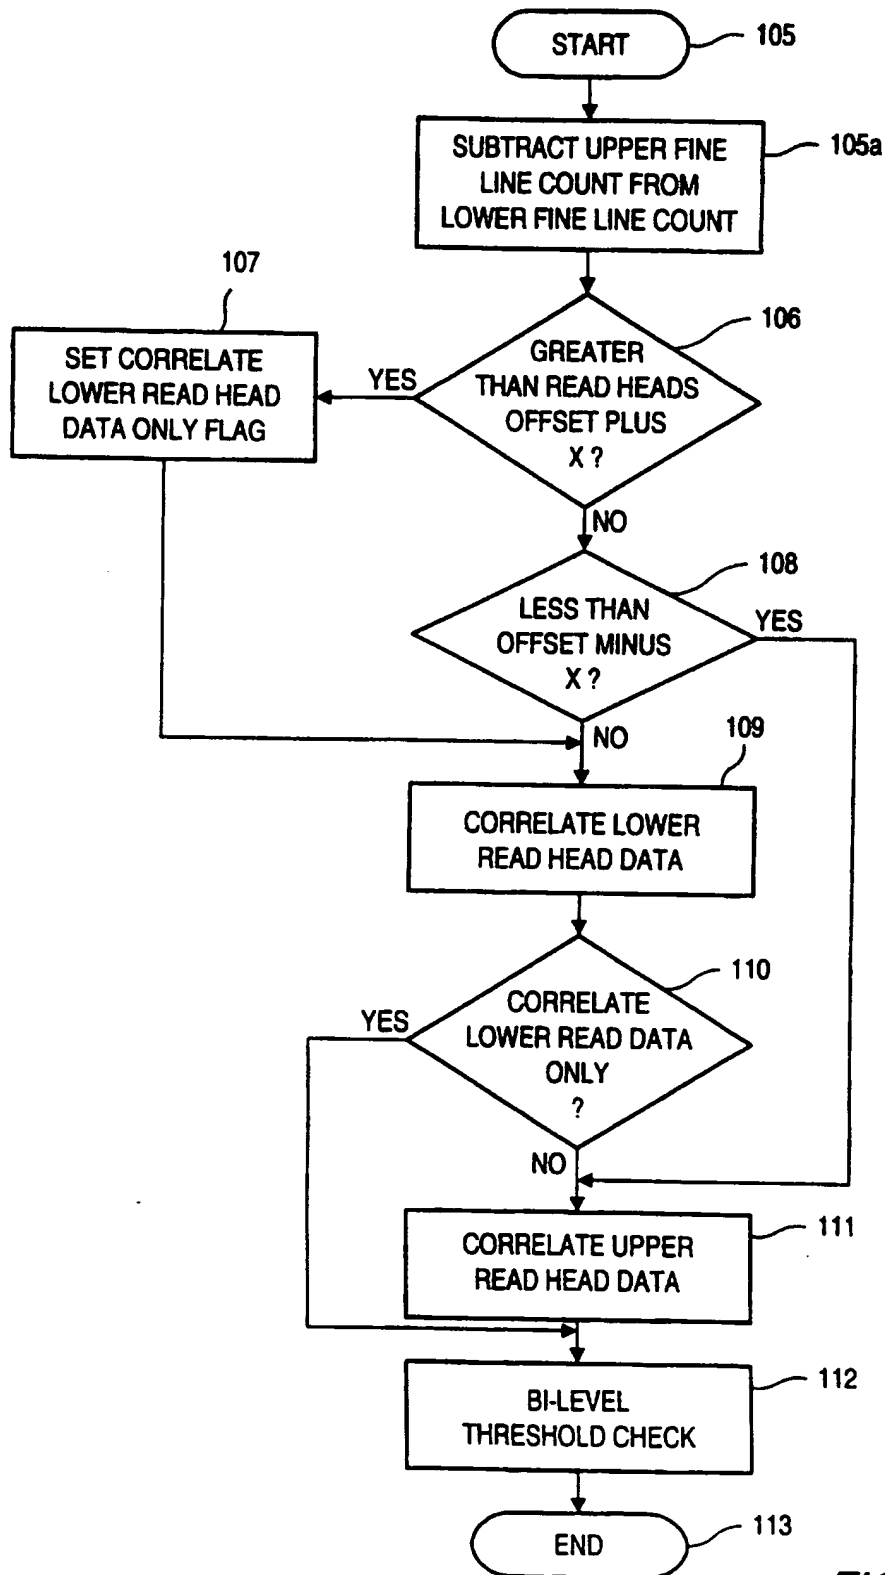 START
105
SUBTRACT UPPER FINE
LINE COUNT FROM
LOWER FINE LINE COUNT
105a
107
SET CORRELATE
LOWER READ HEAD
DATA ONLY FLAG
YES
GREATER
THAN READ HEADS
OFFSET PLUS
X ?
106
NO
LESS THAN
OFFSET MINUS
X ?
108
YES
NO
109
CORRELATE LOWER
READ HEAD DATA
110
YES
CORRELATE
LOWER READ DATA
ONLY
?
NO
CORRELATE UPPER
READ HEAD DATA
111
BI-LEVEL
THRESHOLD CHECK
112
END
113